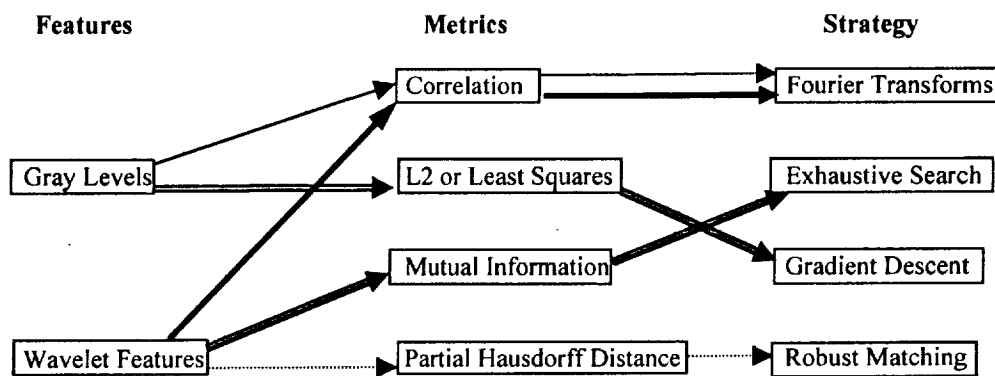 Features Metrics Strategy
Correlation Fourier Transforms
Gray Levels L2 or Least Squares Exhaustive Search
Mutual Information Gradient Descent
Wavelet Features Partial Hausdorff Distance Robust Matching